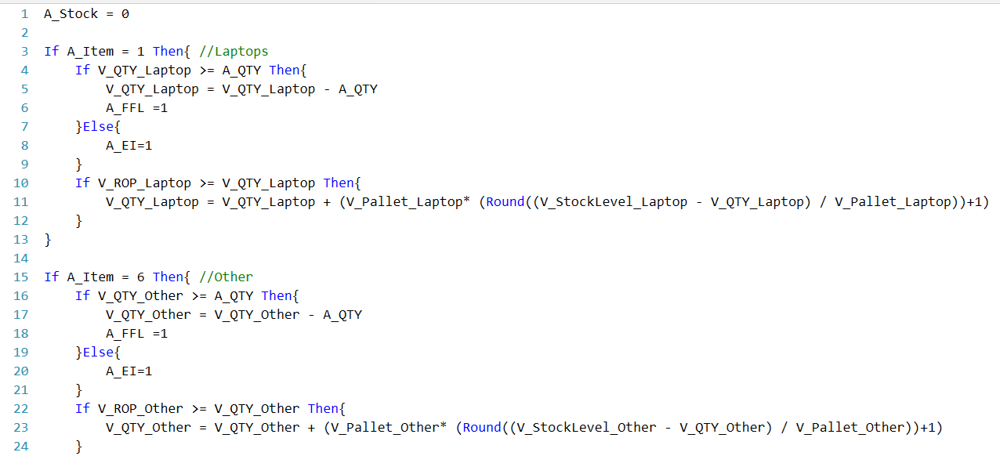 1 A_Stock = 0
2
3 If A_Item = 1 Then{ //Laptops
4 If V_QTY_Laptop >= A_QTY Then{
5 V_QTY_Laptop = V_QTY_Laptop - A_QTY
6 A_FFL =1
7 }Else{
8 A_EI=1
9 }
10 If V_ROP_Laptop >= V_QTY_Laptop Then{
11 V_QTY_Laptop = V_QTY_Laptop + (V_Pallet_Laptop* (Round((V_StockLevel_Laptop - V_QTY_Laptop) / V_Pallet_Laptop))+1)
12 }
13 }
14
15 If A_Item = 6 Then{ //Other
16 If V_QTY_Other >= A_QTY Then{
17 V_QTY_Other = V_QTY_Other - A_QTY
18 A_FFL =1
19 }Else{
20 A_EI=1
21 }
22 If V_ROP_Other >= V_QTY_Other Then{
23 V_QTY_Other = V_QTY_Other + (V_Pallet_Other* (Round((V_StockLevel_Other - V_QTY_Other) / V_Pallet_Other))+1)
24 }